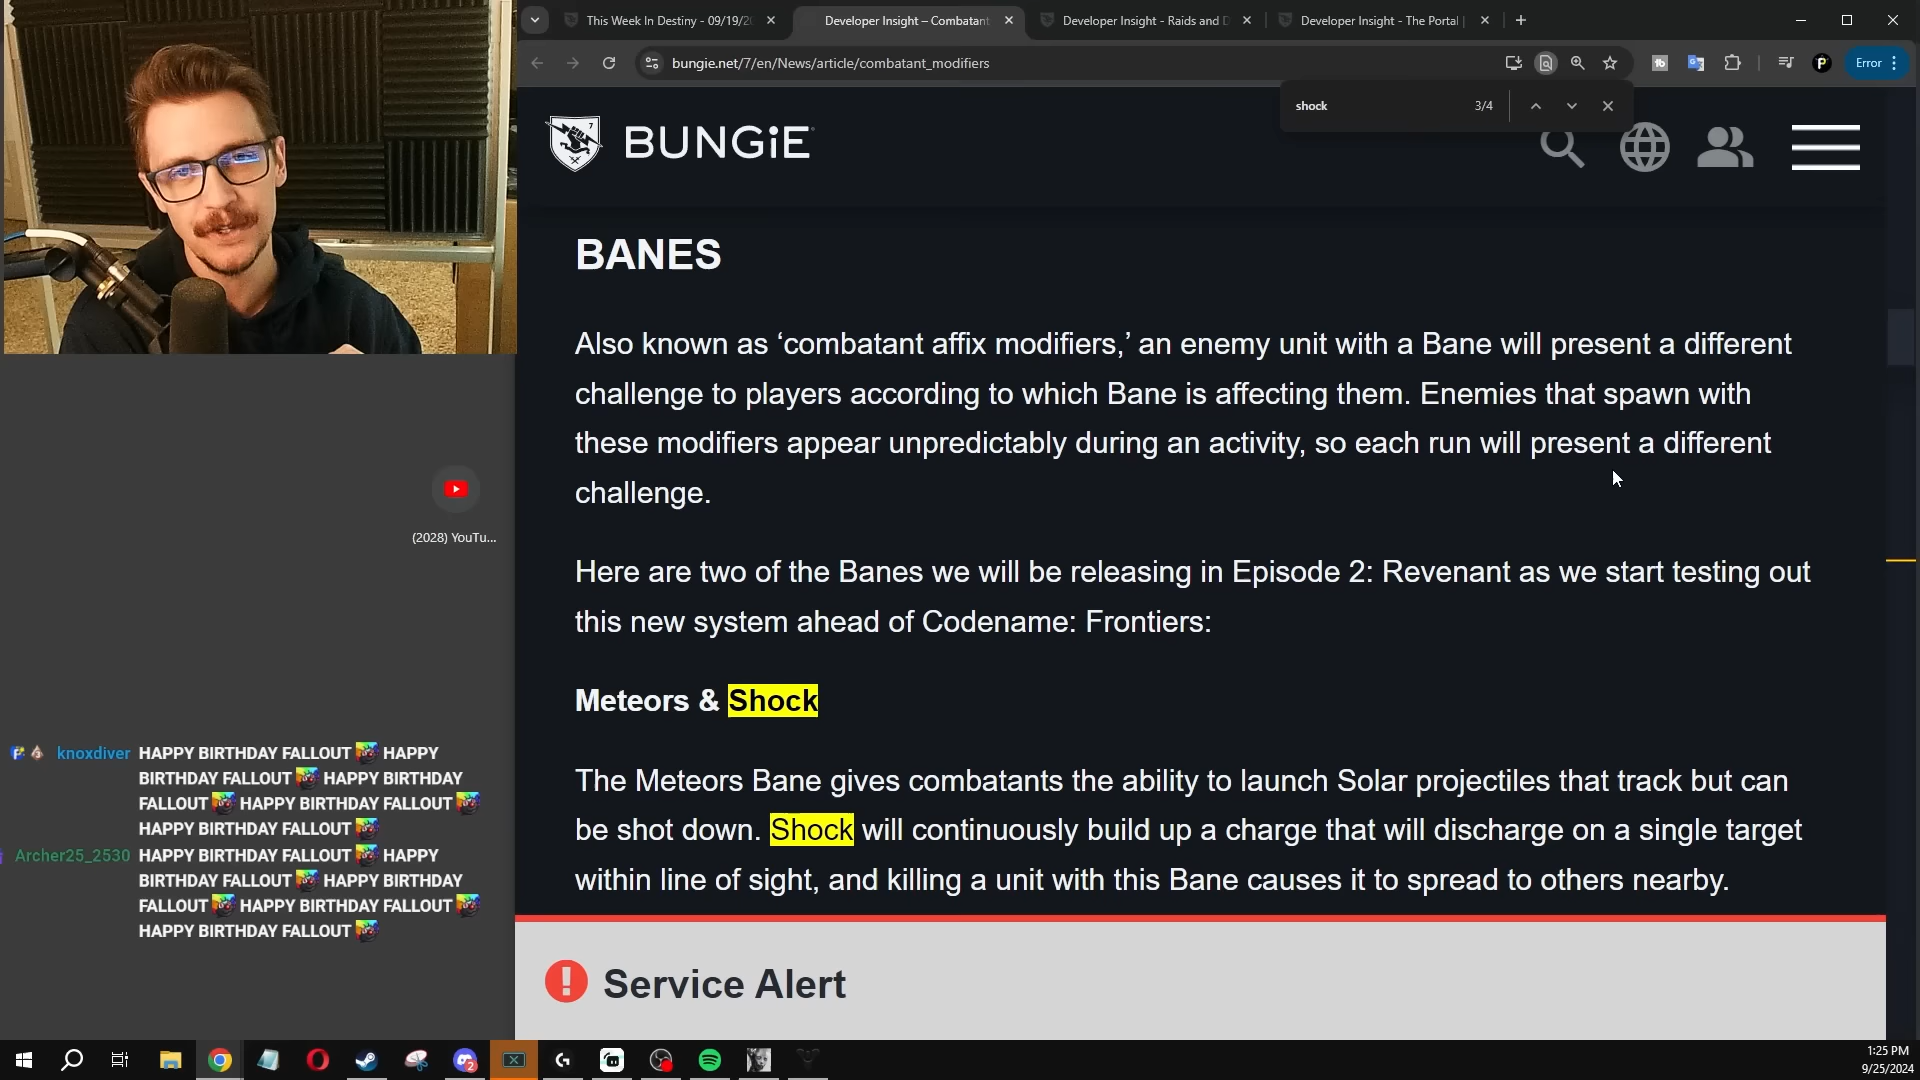 This Week In Destiny - 09/19/2
Developer Insight – Combatant
Developer Insight - Raids and D
Developer Insight - The Portal |
bungie.net/7/en/News/article/combatant_modifiers
Error
shock
3/4
7
BUNGiE
BANES
Also known as ‘combatant affix modifiers,’ an enemy unit with a Bane will present a different
challenge to players according to which Bane is affecting them. Enemies that spawn with
these modifiers appear unpredictably during an activity, so each run will present a different
challenge.
Here are two of the Banes we will be releasing in Episode 2: Revenant as we start testing out
this new system ahead of Codename: Frontiers:
Meteors & Shock
The Meteors Bane gives combatants the ability to launch Solar projectiles that track but can
be shot down. Shock will continuously build up a charge that will discharge on a single target
within line of sight, and killing a unit with this Bane causes it to spread to others nearby.
Service Alert
(2028) YouTu...
knoxdiver HAPPY BIRTHDAY FALLOUT HAPPY
BIRTHDAY FALLOUT HAPPY BIRTHDAY
FALLOUT HAPPY BIRTHDAY FALLOUT
HAPPY BIRTHDAY FALLOUT
Archer25_2530 HAPPY BIRTHDAY FALLOUT HAPPY
BIRTHDAY FALLOUT HAPPY BIRTHDAY
FALLOUT HAPPY BIRTHDAY FALLOUT
HAPPY BIRTHDAY FALLOUT
2
1:25 PM
9/25/2024